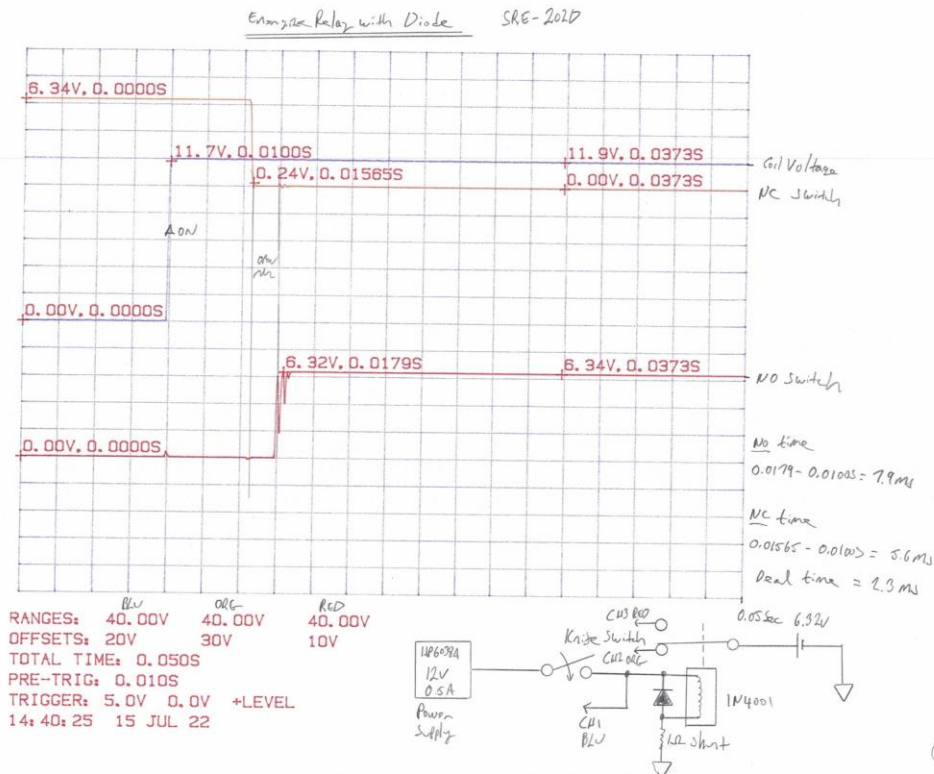 Energize Relay with Diode SRE-202D
6.34V, 0.0000S
11.7V, 0.0100S
11.9V, 0.0373S
Coil Voltage
0.24V, 0.01565S
0.00V, 0.0373S
NC Switch
ON
0.00V, 0.0000S
6.32V, 0.0179S
6.34V, 0.0373S
NO Switch
0.00V, 0.0000S
No time
0.0179-0.0100S = 7.9ms
NC time
0.01565-0.0100S = 5.6ms
Dead time = 2.3ms
BLU ORG RED
RANGES: 40.00V 40.00V 40.00V
OFFSETS: 20V 30V 10V
TOTAL TIME: 0.050S
PRE-TRIG: 0.010S
TRIGGER: 5.0V 0.0V +LEVEL
14:40:25 15 JUL 22
0.05sec 6.32V
CH3 RED
Knife Switch
CH2 ORG
HP6038A
12V
0.5A
Power
Supply
CH1
BLU
1N4001
1Ω shunt